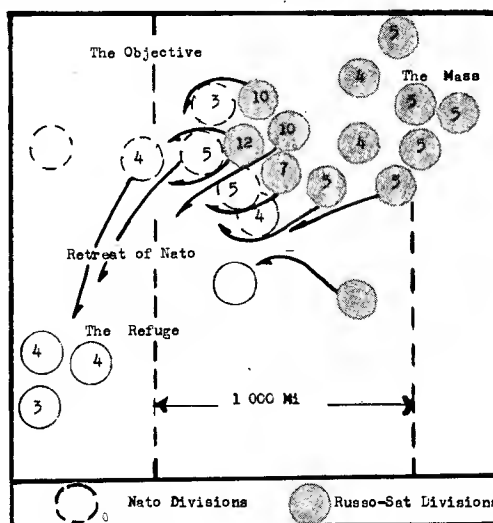 5
The Objective
4
The Mass
3 10 5 5
4 5 12 10 4 5
5 7 5 5
4
Retreat of Nato
The Refuge
4 4
3
1 000 Mi
Nato Divisions Russo-Sat Divisions